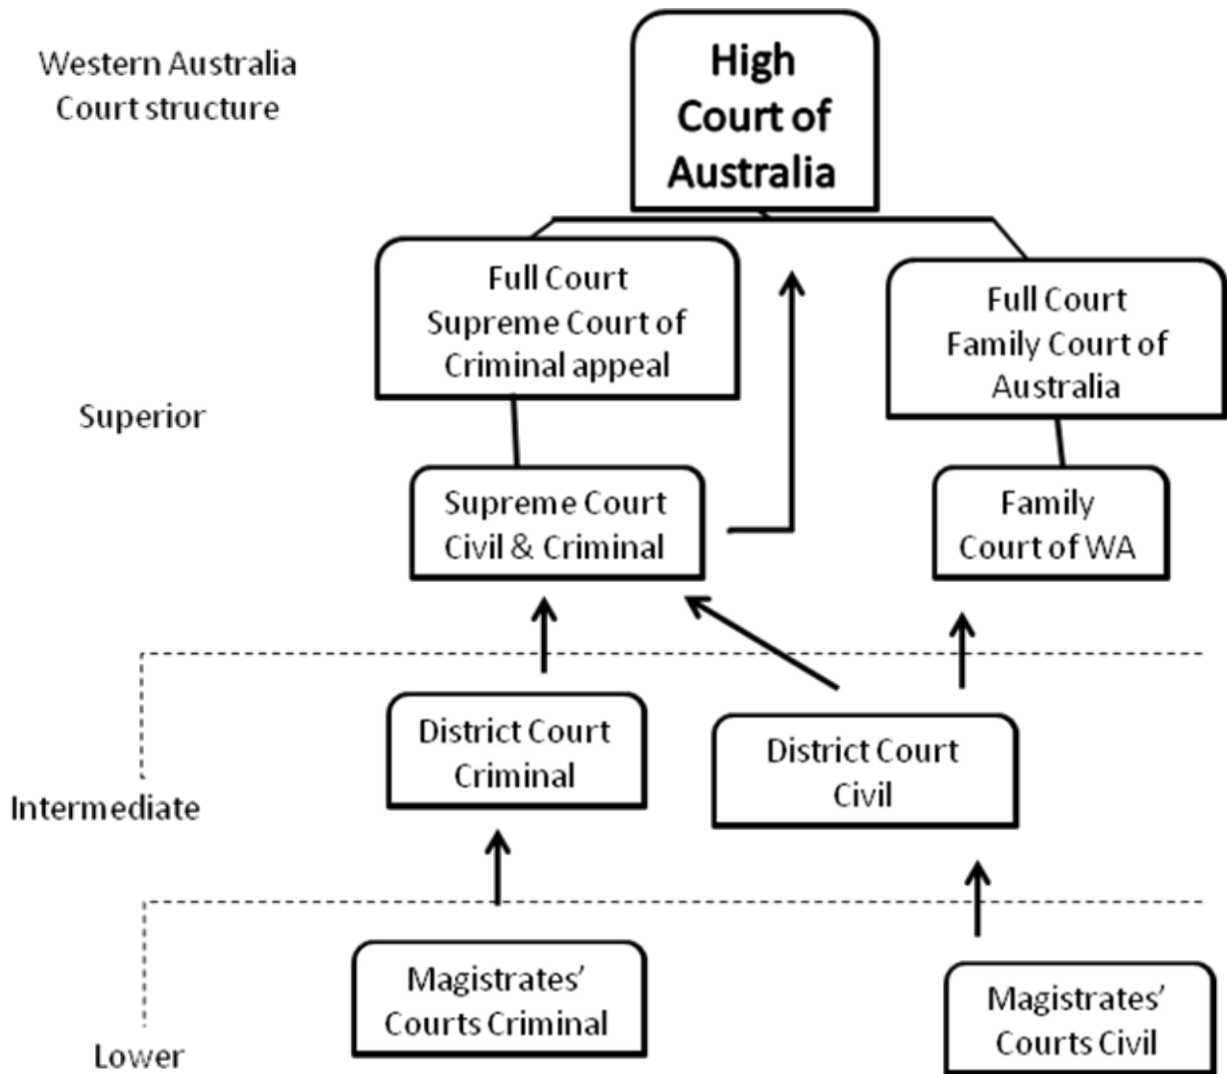 Western Australia
Court structure
High
Court of
Australia
Full Court
Supreme Court of
Criminal appeal
Full Court
Family Court of
Australia
Superior
Supreme Court
Civil & Criminal
Family
Court of WA
District Court
Criminal
District Court
Civil
Intermediate
Magistrates’
Courts Criminal
Magistrates’
Courts Civil
Lower